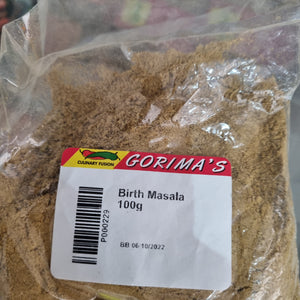 GORIMA'S
CULINARY FUSION
Birth Masala
100g
P000229
BB 06/10/2022